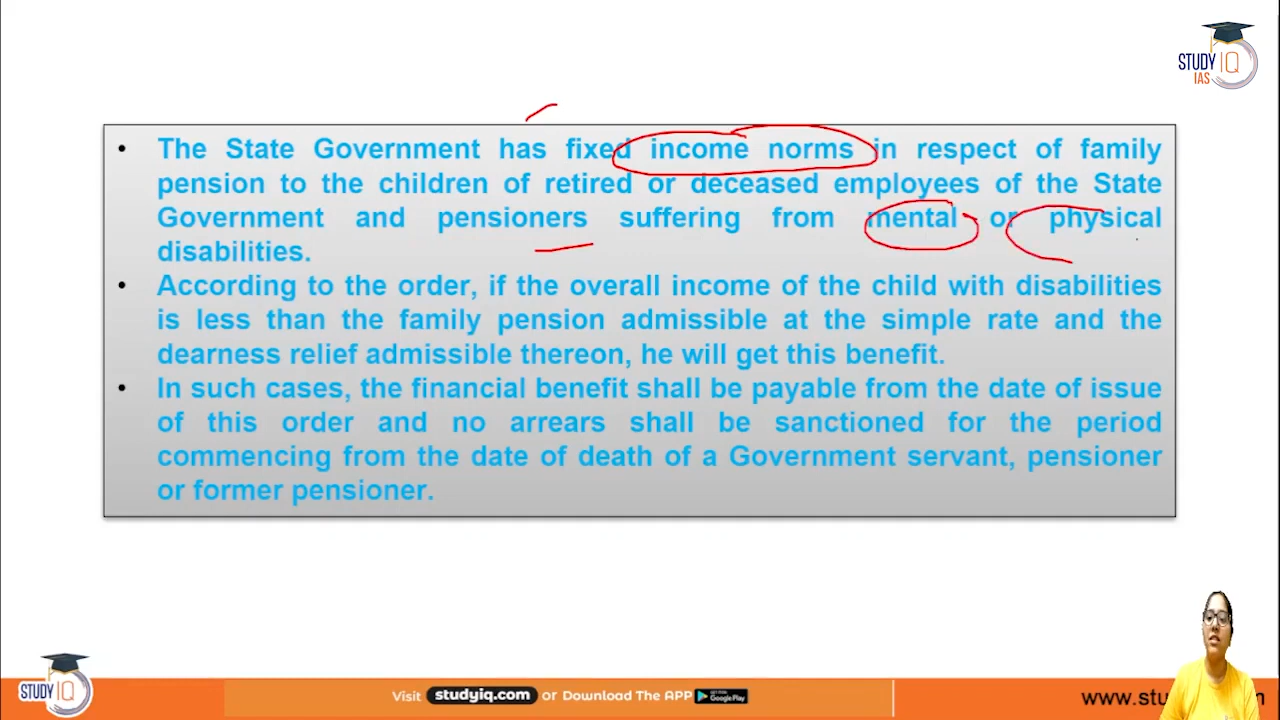 STUDY IQ
IAS
• The State Government has fixed income norms in respect of family
pension to the children of retired or deceased employees of the State
Government and pensioners suffering from mental or physical
disabilities.
• According to the order, if the overall income of the child with disabilities
is less than the family pension admissible at the simple rate and the
dearness relief admissible thereon, he will get this benefit.
• In such cases, the financial benefit shall be payable from the date of issue
of this order and no arrears shall be sanctioned for the period
commencing from the date of death of a Government servant, pensioner
or former pensioner.
STUDY IQ
IAS
Visit studyiq.com or Download The APP GET IT ON Google Play